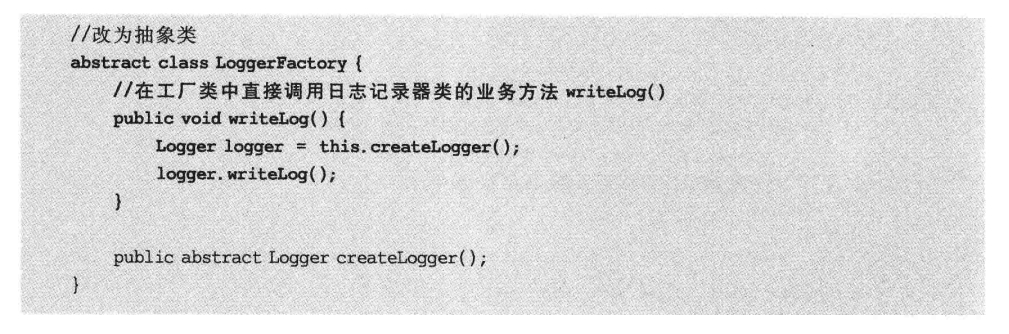 //改为抽象类
abstract class LoggerFactory {
    //在工厂类中直接调用日志记录器类的业务方法 writeLog()
    public void writeLog() {
        Logger logger = this.createLogger();
        logger.writeLog();
    }

    public abstract Logger createLogger();
}